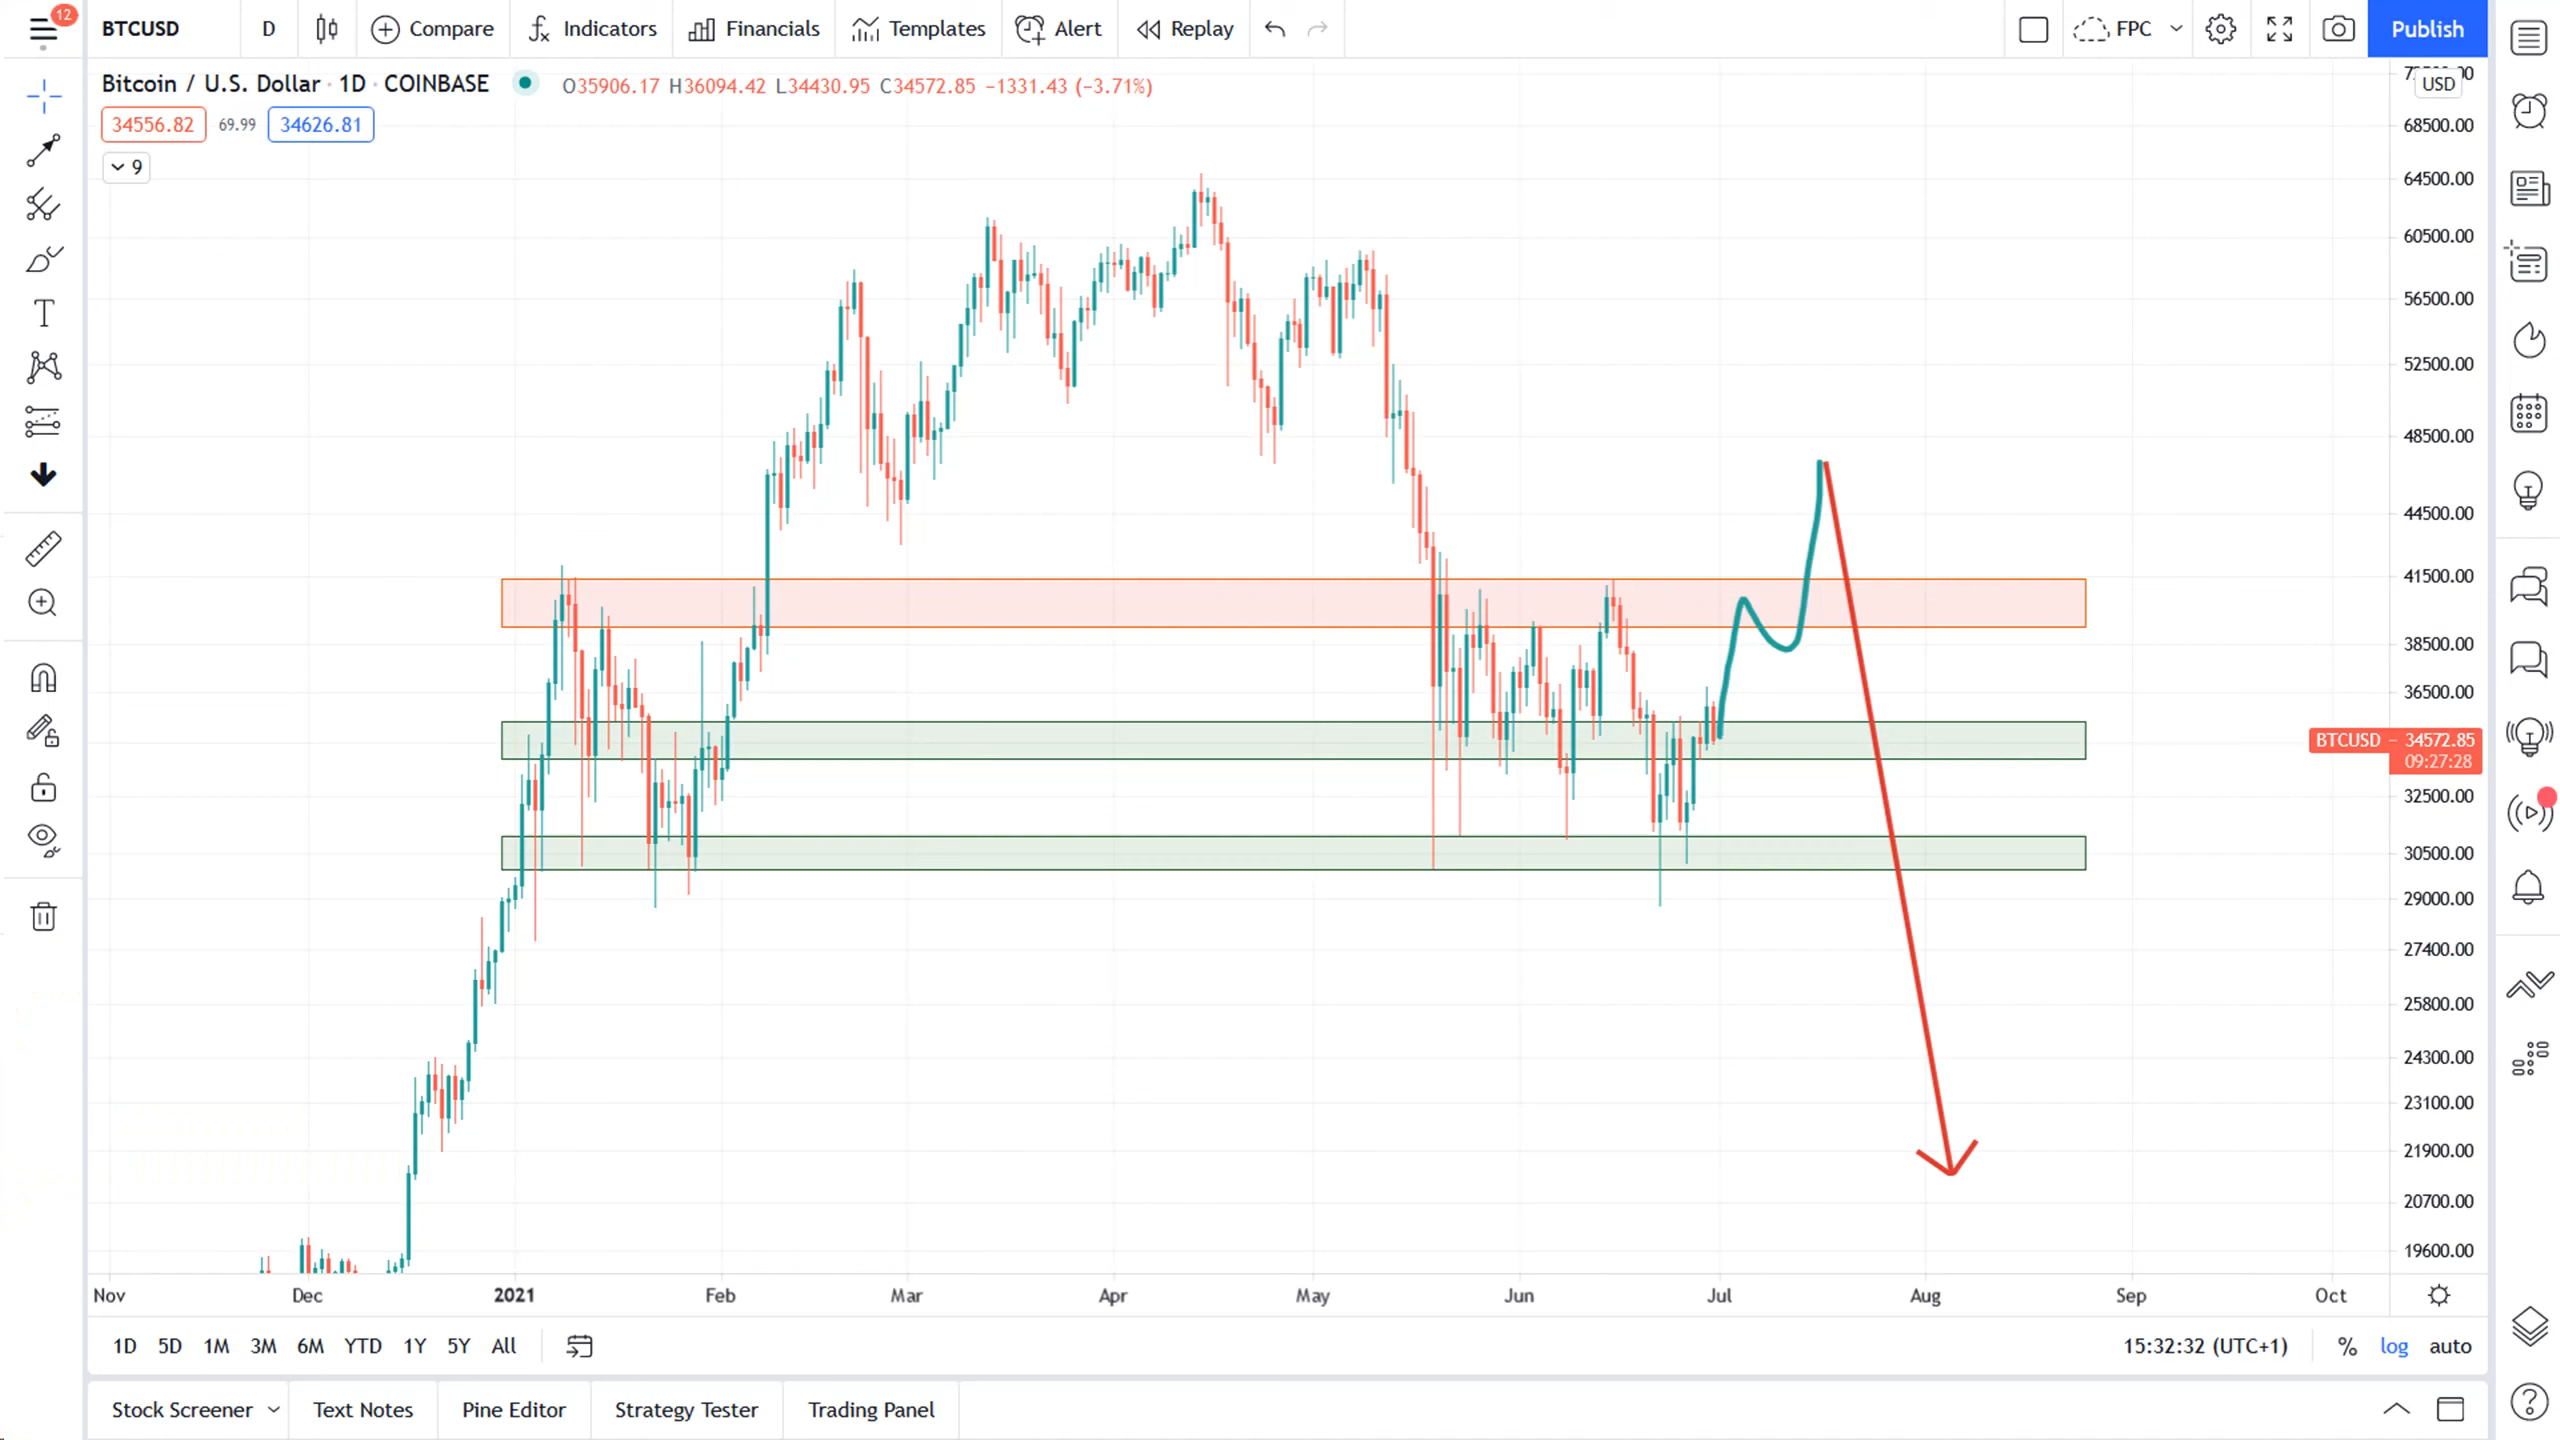 12
BTCUSD D Compare Indicators Financials Templates Alert Replay FPC Publish
Bitcoin / U.S. Dollar · 1D · COINBASE O35906.17 H36094.42 L34430.95 C34572.85 −1331.43 (−3.71%)
34556.82 69.99 34626.81
9
USD
68500.00
64500.00
60500.00
56500.00
52500.00
48500.00
44500.00
41500.00
38500.00
36500.00
BTCUSD 34572.85
09:27:28
32500.00
30500.00
29000.00
27400.00
25800.00
24300.00
23100.00
21900.00
20700.00
19600.00
Nov Dec 2021 Feb Mar Apr May Jun Jul Aug Sep Oct
1D 5D 1M 3M 6M YTD 1Y 5Y All 15:32:32 (UTC+1) % log auto
Stock Screener Text Notes Pine Editor Strategy Tester Trading Panel